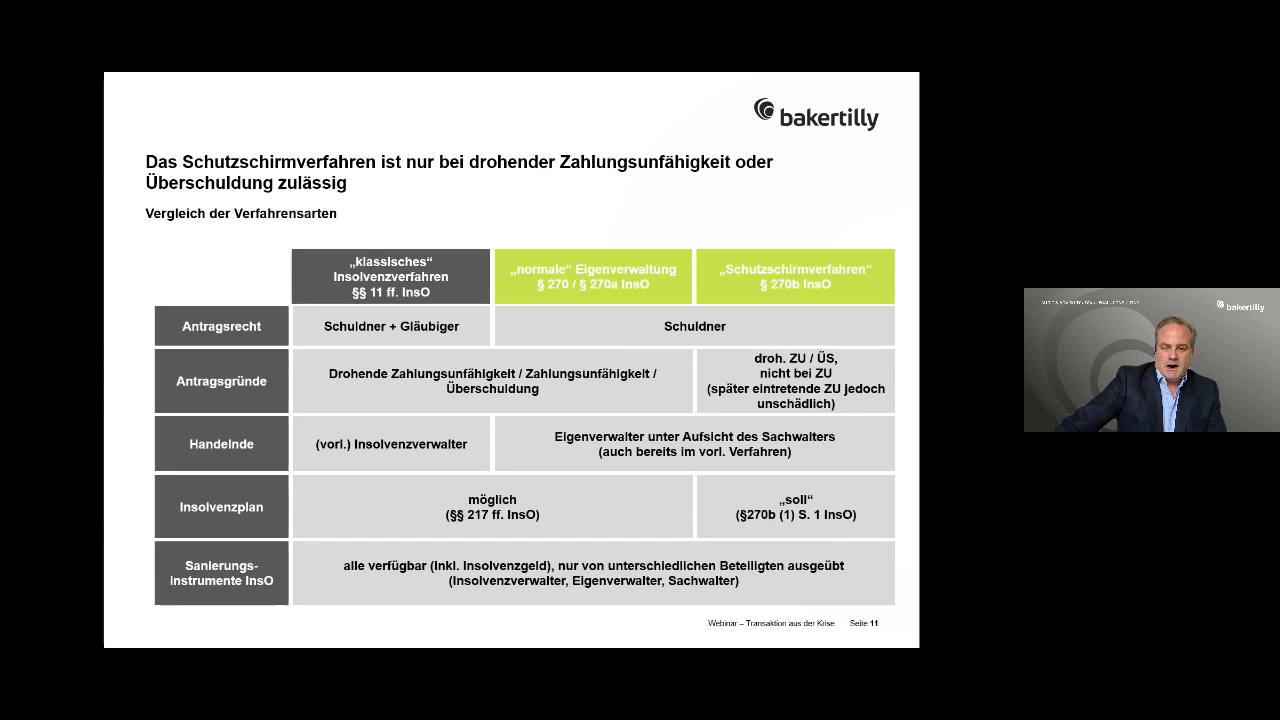 bakertilly
Das Schutzschirmverfahren ist nur bei drohender Zahlungsunfähigkeit oder
Überschuldung zulässig
Vergleich der Verfahrensarten
„klassisches“
Insolvenzverfahren
§§ 11 ff. InsO
„normale“ Eigenverwaltung
§ 270 / § 270a InsO
„Schutzschirmverfahren“
§ 270b InsO
Antragsrecht
Schuldner + Gläubiger
Schuldner
Antragsgründe
Drohende Zahlungsunfähigkeit / Zahlungsunfähigkeit /
Überschuldung
droh. ZU / ÜS,
nicht bei ZU
(später eintretende ZU jedoch
unschädlich)
Handelnde
(vorl.) Insolvenzverwalter
Eigenverwalter unter Aufsicht des Sachwalters
(auch bereits im vorl. Verfahren)
Insolvenzplan
möglich
(§§ 217 ff. InsO)
„soll“
(§270b (1) S. 1 InsO)
Sanierungs-
instrumente InsO
alle verfügbar (Inkl. Insolvenzgeld), nur von unterschiedlichen Beteiligten ausgeübt
(Insolvenzverwalter, Eigenverwalter, Sachwalter)
Webinar – Transaktion aus der Krise Seite 11
bakertilly